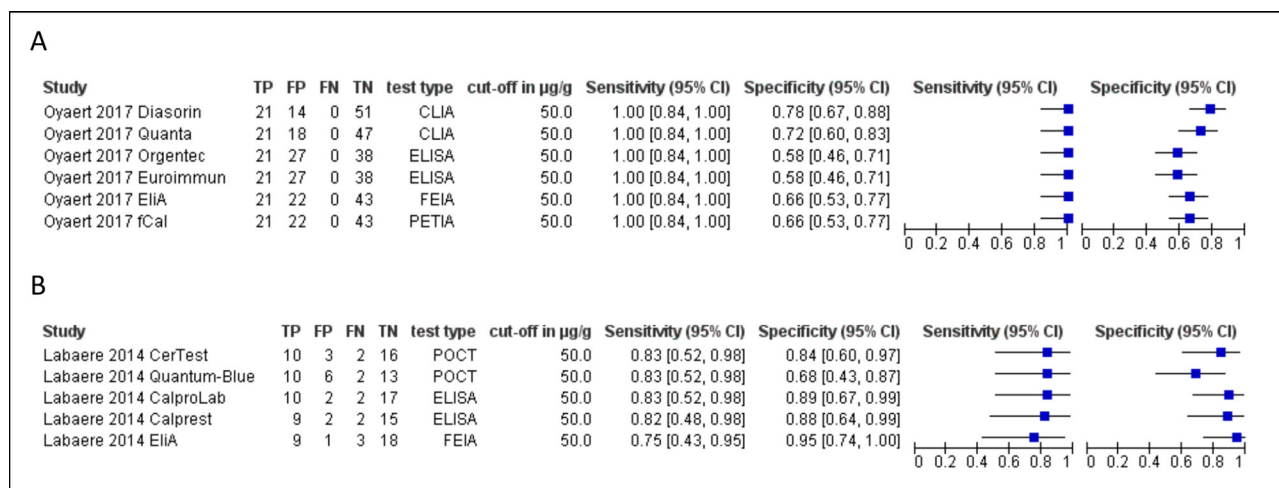 A
Study TP FP FN TN test type cut-off in µg/g Sensitivity (95% CI) Specificity (95% CI) Sensitivity (95% CI) Specificity (95% CI)
Oyaert 2017 Diasorin 21 14 0 51 CLIA 50.0 1.00 [0.84, 1.00] 0.78 [0.67, 0.88]
Oyaert 2017 Quanta 21 18 0 47 CLIA 50.0 1.00 [0.84, 1.00] 0.72 [0.60, 0.83]
Oyaert 2017 Orgentec 21 27 0 38 ELISA 50.0 1.00 [0.84, 1.00] 0.58 [0.46, 0.71]
Oyaert 2017 Euroimmun 21 27 0 38 ELISA 50.0 1.00 [0.84, 1.00] 0.58 [0.46, 0.71]
Oyaert 2017 EliA 21 22 0 43 FEIA 50.0 1.00 [0.84, 1.00] 0.66 [0.53, 0.77]
Oyaert 2017 fCal 21 22 0 43 PETIA 50.0 1.00 [0.84, 1.00] 0.66 [0.53, 0.77]
0 0.2 0.4 0.6 0.8 1 0 0.2 0.4 0.6 0.8 1
B
Study TP FP FN TN test type cut-off in µg/g Sensitivity (95% CI) Specificity (95% CI) Sensitivity (95% CI) Specificity (95% CI)
Labaere 2014 CerTest 10 3 2 16 POCT 50.0 0.83 [0.52, 0.98] 0.84 [0.60, 0.97]
Labaere 2014 Quantum-Blue 10 6 2 13 POCT 50.0 0.83 [0.52, 0.98] 0.68 [0.43, 0.87]
Labaere 2014 CalproLab 10 2 2 17 ELISA 50.0 0.83 [0.52, 0.98] 0.89 [0.67, 0.99]
Labaere 2014 Calprest 9 2 2 15 ELISA 50.0 0.82 [0.48, 0.98] 0.88 [0.64, 0.99]
Labaere 2014 EliA 9 1 3 18 FEIA 50.0 0.75 [0.43, 0.95] 0.95 [0.74, 1.00]
0 0.2 0.4 0.6 0.8 1 0 0.2 0.4 0.6 0.8 1